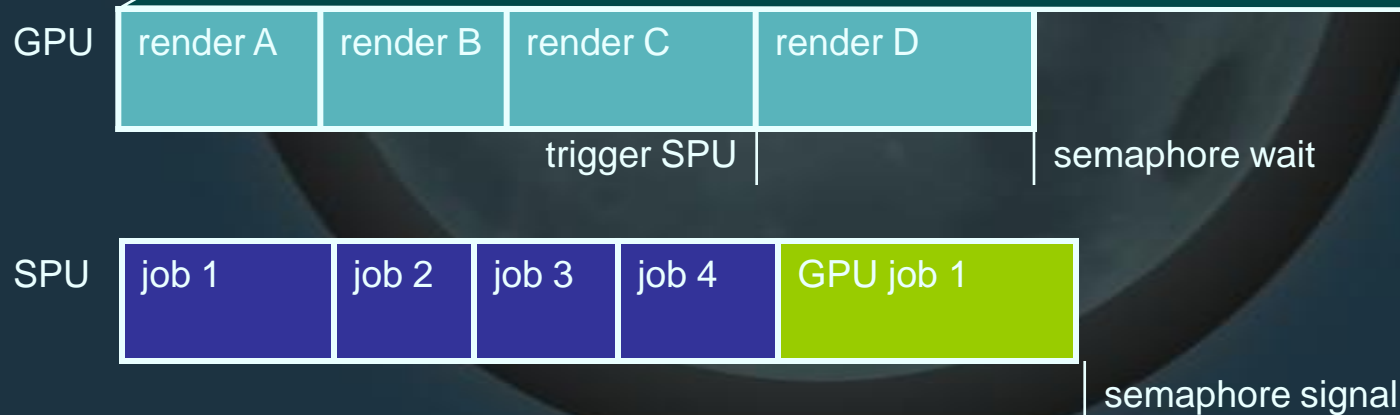 GPU render A render B render C render D
trigger SPU semaphore wait
SPU job 1 job 2 job 3 job 4 GPU job 1
semaphore signal